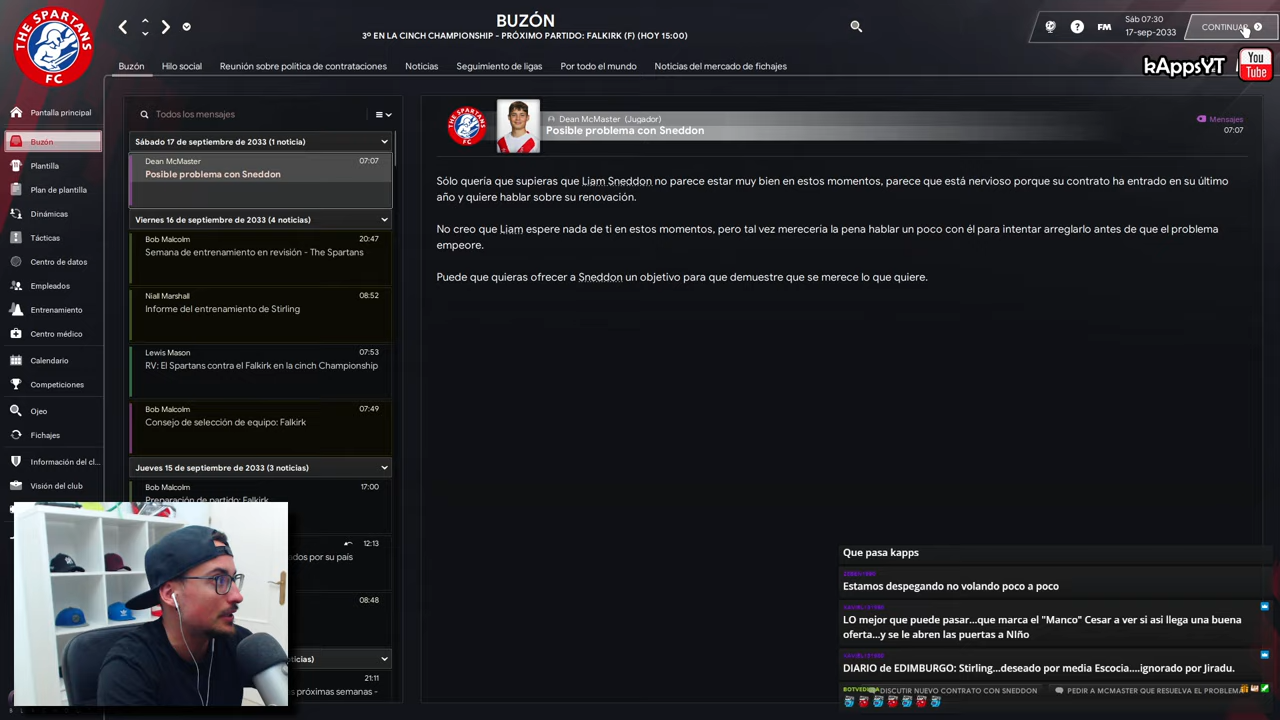 THE SPARTANS
FC
BUZÓN
3º EN LA CINCH CHAMPIONSHIP - PRÓXIMO PARTIDO: FALKIRK (F) (HOY 15:00)
FM
Sáb 07:30
17-sep-2033
CONTINUAR
kAppsYT
You
Tube
Buzón
Hilo social
Reunión sobre política de contrataciones
Noticias
Seguimiento de ligas
Por todo el mundo
Noticias del mercado de fichajes
Pantalla principal
Buzón
Plantilla
Plan de plantilla
Dinámicas
Tácticas
Centro de datos
Empleados
Entrenamiento
Centro médico
Calendario
Competiciones
Ojeo
Fichajes
Información del cl...
Visión del club
Todos los mensajes
Sábado 17 de septiembre de 2033 (1 noticia)
Dean McMaster 07:07
Posible problema con Sneddon
Viernes 16 de septiembre de 2033 (4 noticias)
Bob Malcolm 20:47
Semana de entrenamiento en revisión - The Spartans
Niall Marshall 08:52
Informe del entrenamiento de Stirling
Lewis Mason 07:53
RV: El Spartans contra el Falkirk en la cinch Championship
Bob Malcolm 07:49
Consejo de selección de equipo: Falkirk
Jueves 15 de septiembre de 2033 (3 noticias)
Bob Malcolm 17:00
Preparación de partido: Falkirk
12:13
ados por su país
08:48
oticias)
21:11
s próximas semanas -
Dean McMaster (Jugador)
Posible problema con Sneddon
Mensajes
07:07
Sólo quería que supieras que Liam Sneddon no parece estar muy bien en estos momentos, parece que está nervioso porque su contrato ha entrado en su último
año y quiere hablar sobre su renovación.
No creo que Liam espere nada de ti en estos momentos, pero tal vez merecería la pena hablar un poco con él para intentar arreglarlo antes de que el problema
empeore.
Puede que quieras ofrecer a Sneddon un objetivo para que demuestre que se merece lo que quiere.
Que pasa kapps
Estamos despegando no volando poco a poco
LO mejor que puede pasar...que marca el "Manco" Cesar a ver si asi llega una buena
oferta...y se le abren las puertas a NIño
DIARIO de EDIMBURGO: Stirling...deseado por media Escocia....ignorado por Jiradu.
DISCUTIR NUEVO CONTRATO CON SNEDDON
PEDIR A MCMASTER QUE RESUELVA EL PROBLEMA